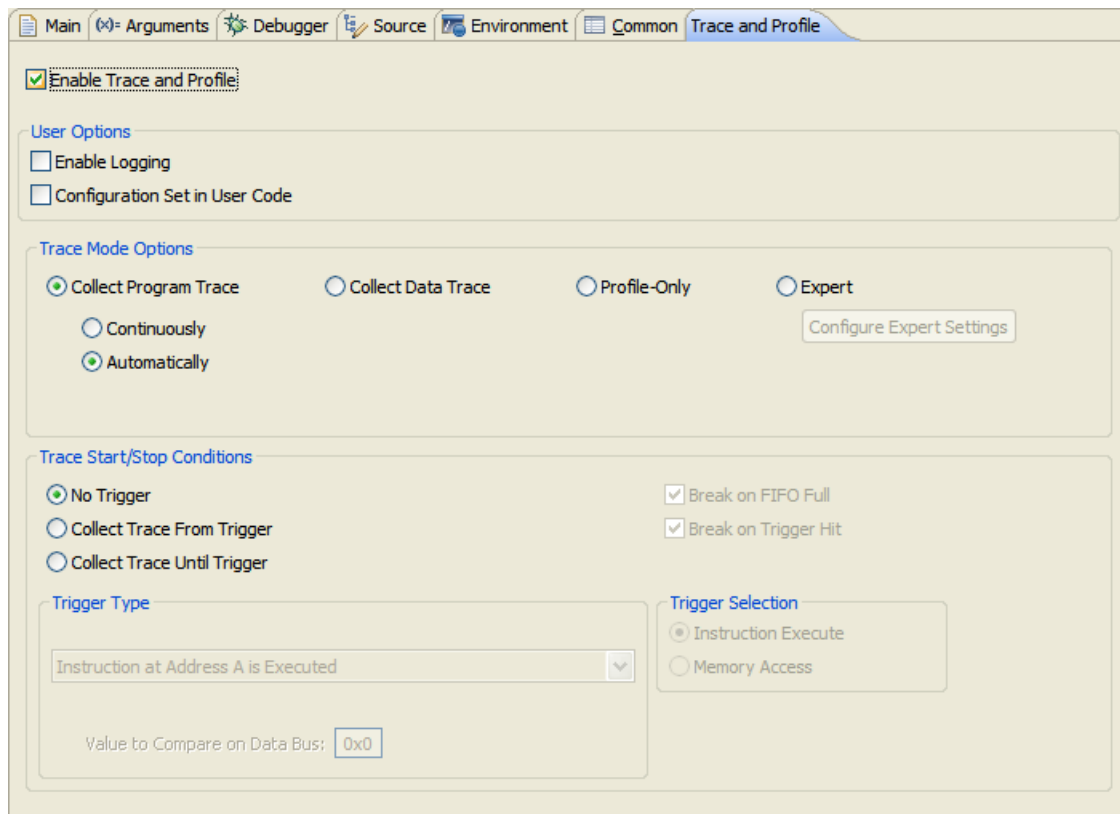 Main (x)= Arguments Debugger Source Environment Common Trace and Profile
Enable Trace and Profile
User Options
Enable Logging
Configuration Set in User Code
Trace Mode Options
Collect Program Trace Collect Data Trace Profile-Only Expert
Continuously Configure Expert Settings
Automatically
Trace Start/Stop Conditions
No Trigger Break on FIFO Full
Collect Trace From Trigger Break on Trigger Hit
Collect Trace Until Trigger
Trigger Type Trigger Selection
Instruction Execute
Instruction at Address A is Executed Memory Access
Value to Compare on Data Bus: 0x0